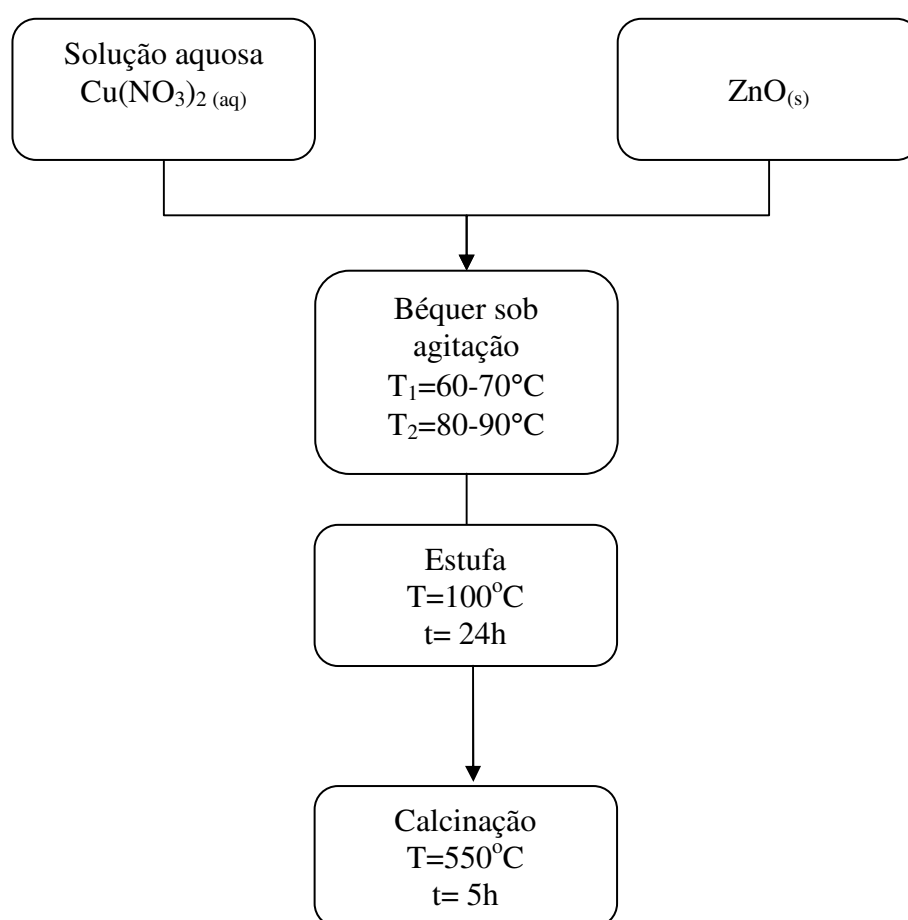 Solução aquosa
Cu(NO₃)₂ (aq)
ZnO(s)
Béquer sob
agitação
T₁=60-70°C
T₂=80-90°C
Estufa
T=100°C
t= 24h
Calcinação
T=550°C
t= 5h